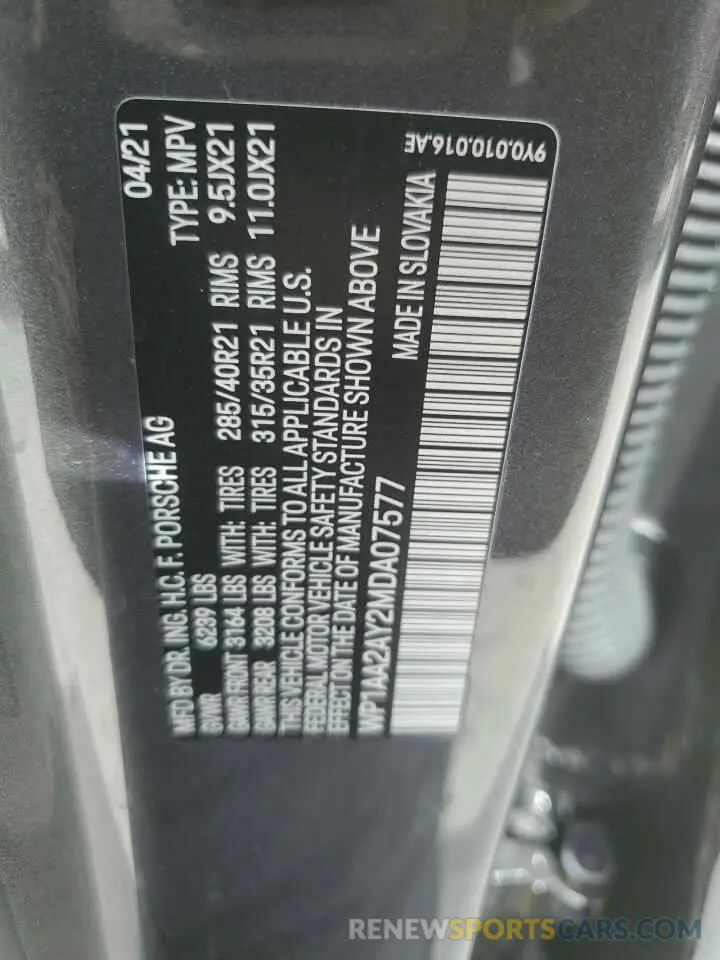 04/21
MFD BY DR. ING. H.C. F. PORSCHE AG
GVWR 6239 LBS TYPE: MPV
GAWR FRONT 3164 LBS WITH: TIRES 285/40R21 RIMS 9.5JX21
GAWR REAR 3208 LBS WITH: TIRES 315/35R21 RIMS 11.0JX21
THIS VEHICLE CONFORMS TO ALL APPLICABLE U.S.
FEDERAL MOTOR VEHICLE SAFETY STANDARDS IN
EFFECT ON THE DATE OF MANUFACTURE SHOWN ABOVE
WP1AA2AY2MDA07577 MADE IN SLOVAKIA
9Y0.010.016.AE
RENEWSPORTSCARS.COM